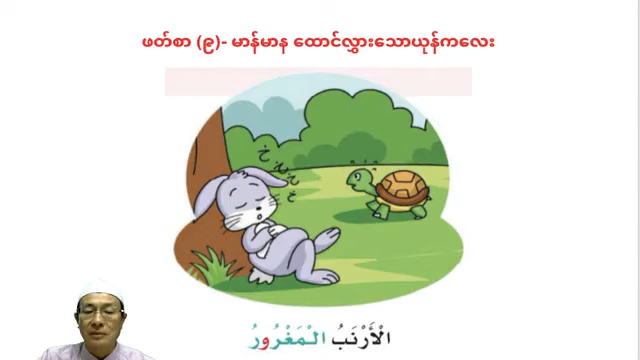 ဖတ်စာ (၉)- မာန်မာန ထောင်လွှားသောယုန်ကလေး
خ
خ
خ
خ
الْأَرْنَبُ الْمَغْرُورُ